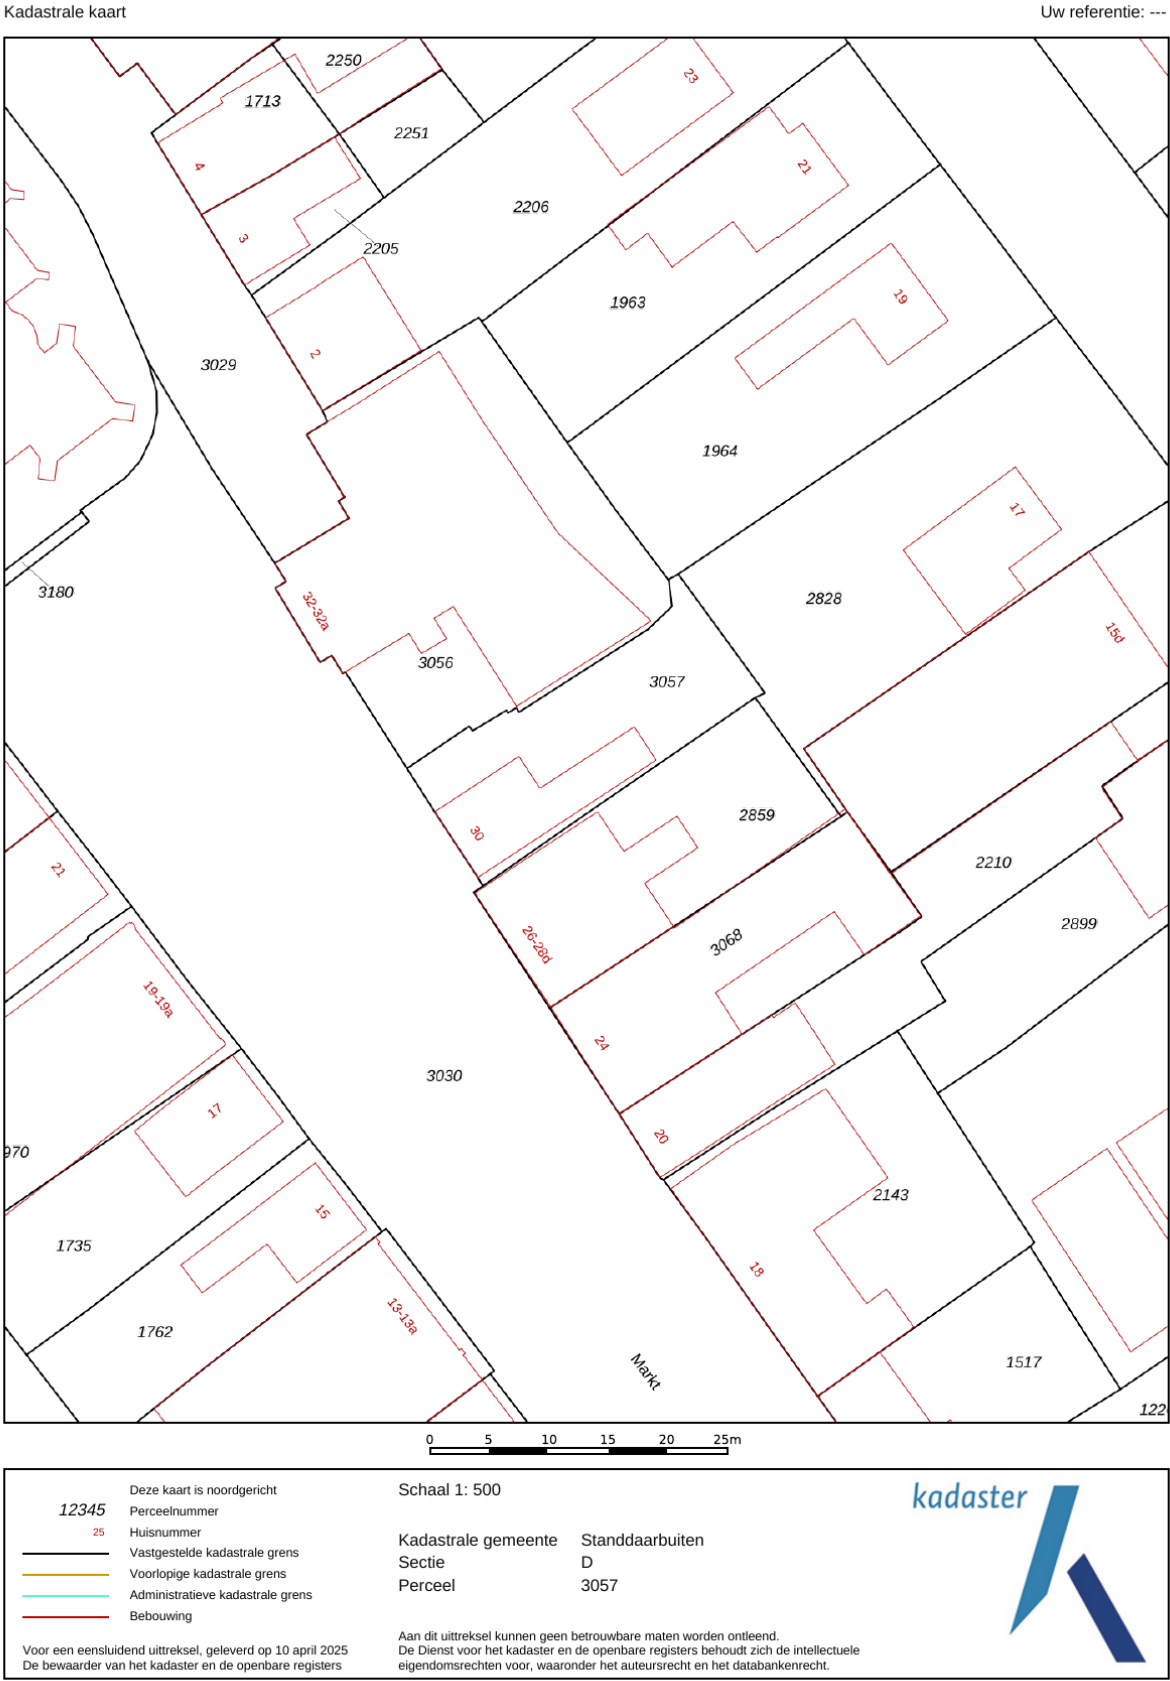 Kadastrale kaart
Uw referentie: ---
2250
23
1713
2251
4
21
2206
3
2205
1963
19
2
3029
1964
17
3180
32-32a
2828
15d
3056
3057
30
2859
21
2210
2899
26-28d
3068
19-19a
24
3030
17
20
970
2143
15
1735
18
13-13a
1762
Markt
1517
122
0 5 10 15 20 25m
Deze kaart is noordgericht
12345 Perceelnummer
25 Huisnummer
Vastgestelde kadastrale grens
Voorlopige kadastrale grens
Administratieve kadastrale grens
Bebouwing
Voor een eensluidend uittreksel, geleverd op 10 april 2025
De bewaarder van het kadaster en de openbare registers
Schaal 1: 500
Kadastrale gemeente Standdaarbuiten
Sectie D
Perceel 3057
Aan dit uittreksel kunnen geen betrouwbare maten worden ontleend.
De Dienst voor het kadaster en de openbare registers behoudt zich de intellectuele
eigendomsrechten voor, waaronder het auteursrecht en het databankenrecht.
kadaster